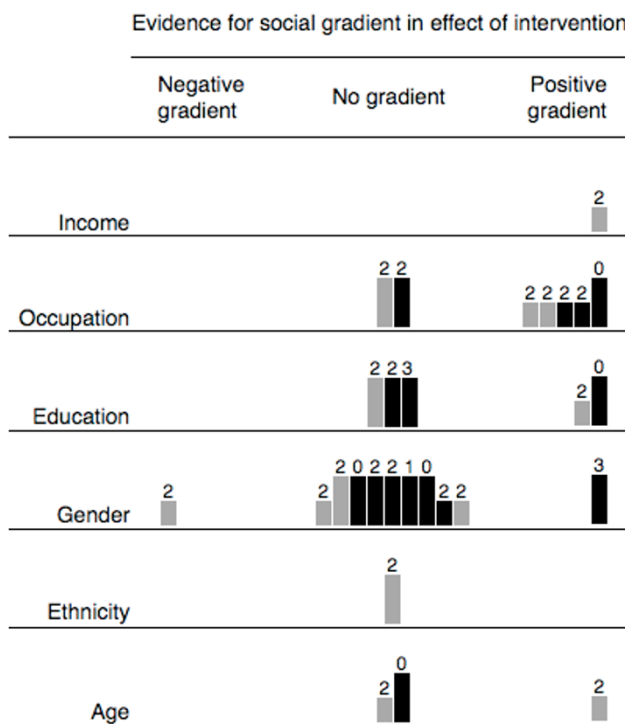 Evidence for social gradient in effect of intervention
Negative gradient
No gradient
Positive gradient
2
Income
2 2
2 2 2 2 0
Occupation
2 2 3
2 0
Education
2
2 2 0 2 2 1 0 2 2
3
Gender
2
Ethnicity
2 0
2
Age